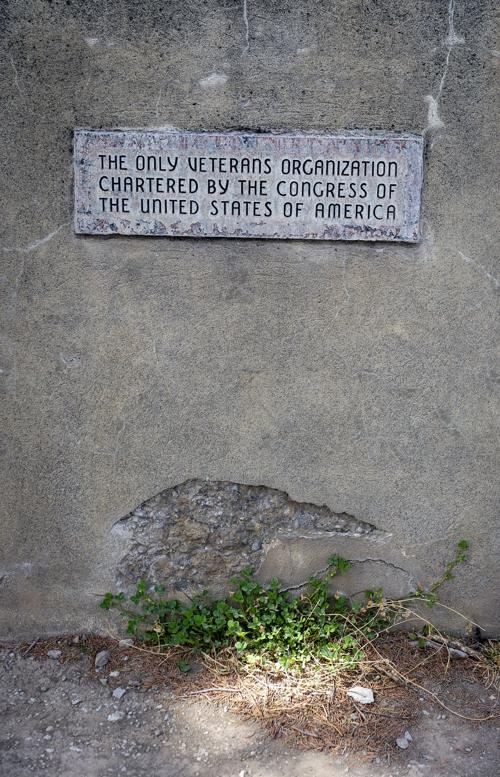 THE ONLY VETERANS ORGANIZATION
CHARTERED BY THE CONGRESS OF
THE UNITED STATES OF AMERICA